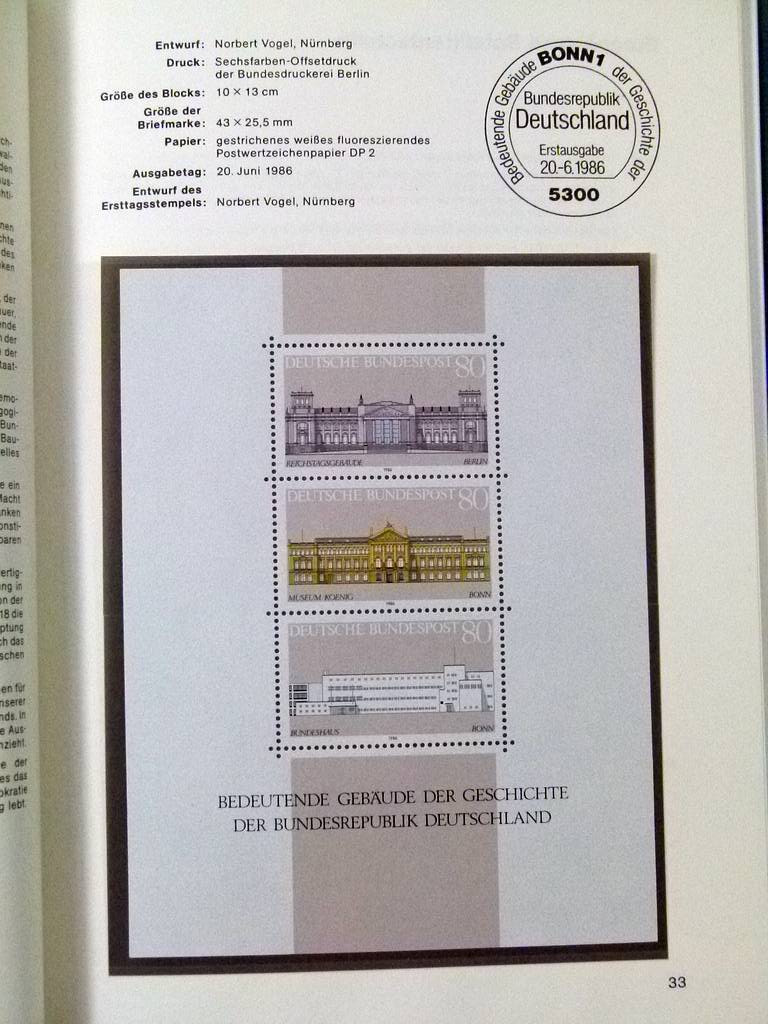 Entwurf: Norbert Vogel, Nürnberg
Druck: Sechsfarben-Offsetdruck
der Bundesdruckerei Berlin
Größe des Blocks: 10 × 13 cm
Größe der
Briefmarke: 43 × 25,5 mm
Papier: gestrichenes weißes fluoreszierendes
Postwertzeichenpapier DP 2
Ausgabetag: 20. Juni 1986
Entwurf des
Ersttagsstempels: Norbert Vogel, Nürnberg
Bedeutende Gebäude BONN 1 der Geschichte der
Bundesrepublik
Deutschland
Erstausgabe
20.-6.1986
5300
DEUTSCHE BUNDESPOST 80
REICHSTAGSGEBÄUDE BERLIN
1986
DEUTSCHE BUNDESPOST 80
MUSEUM KOENIG BONN
1986
DEUTSCHE BUNDESPOST 80
BUNDESHAUS BONN
1986
BEDEUTENDE GEBÄUDE DER GESCHICHTE
DER BUNDESREPUBLIK DEUTSCHLAND
33